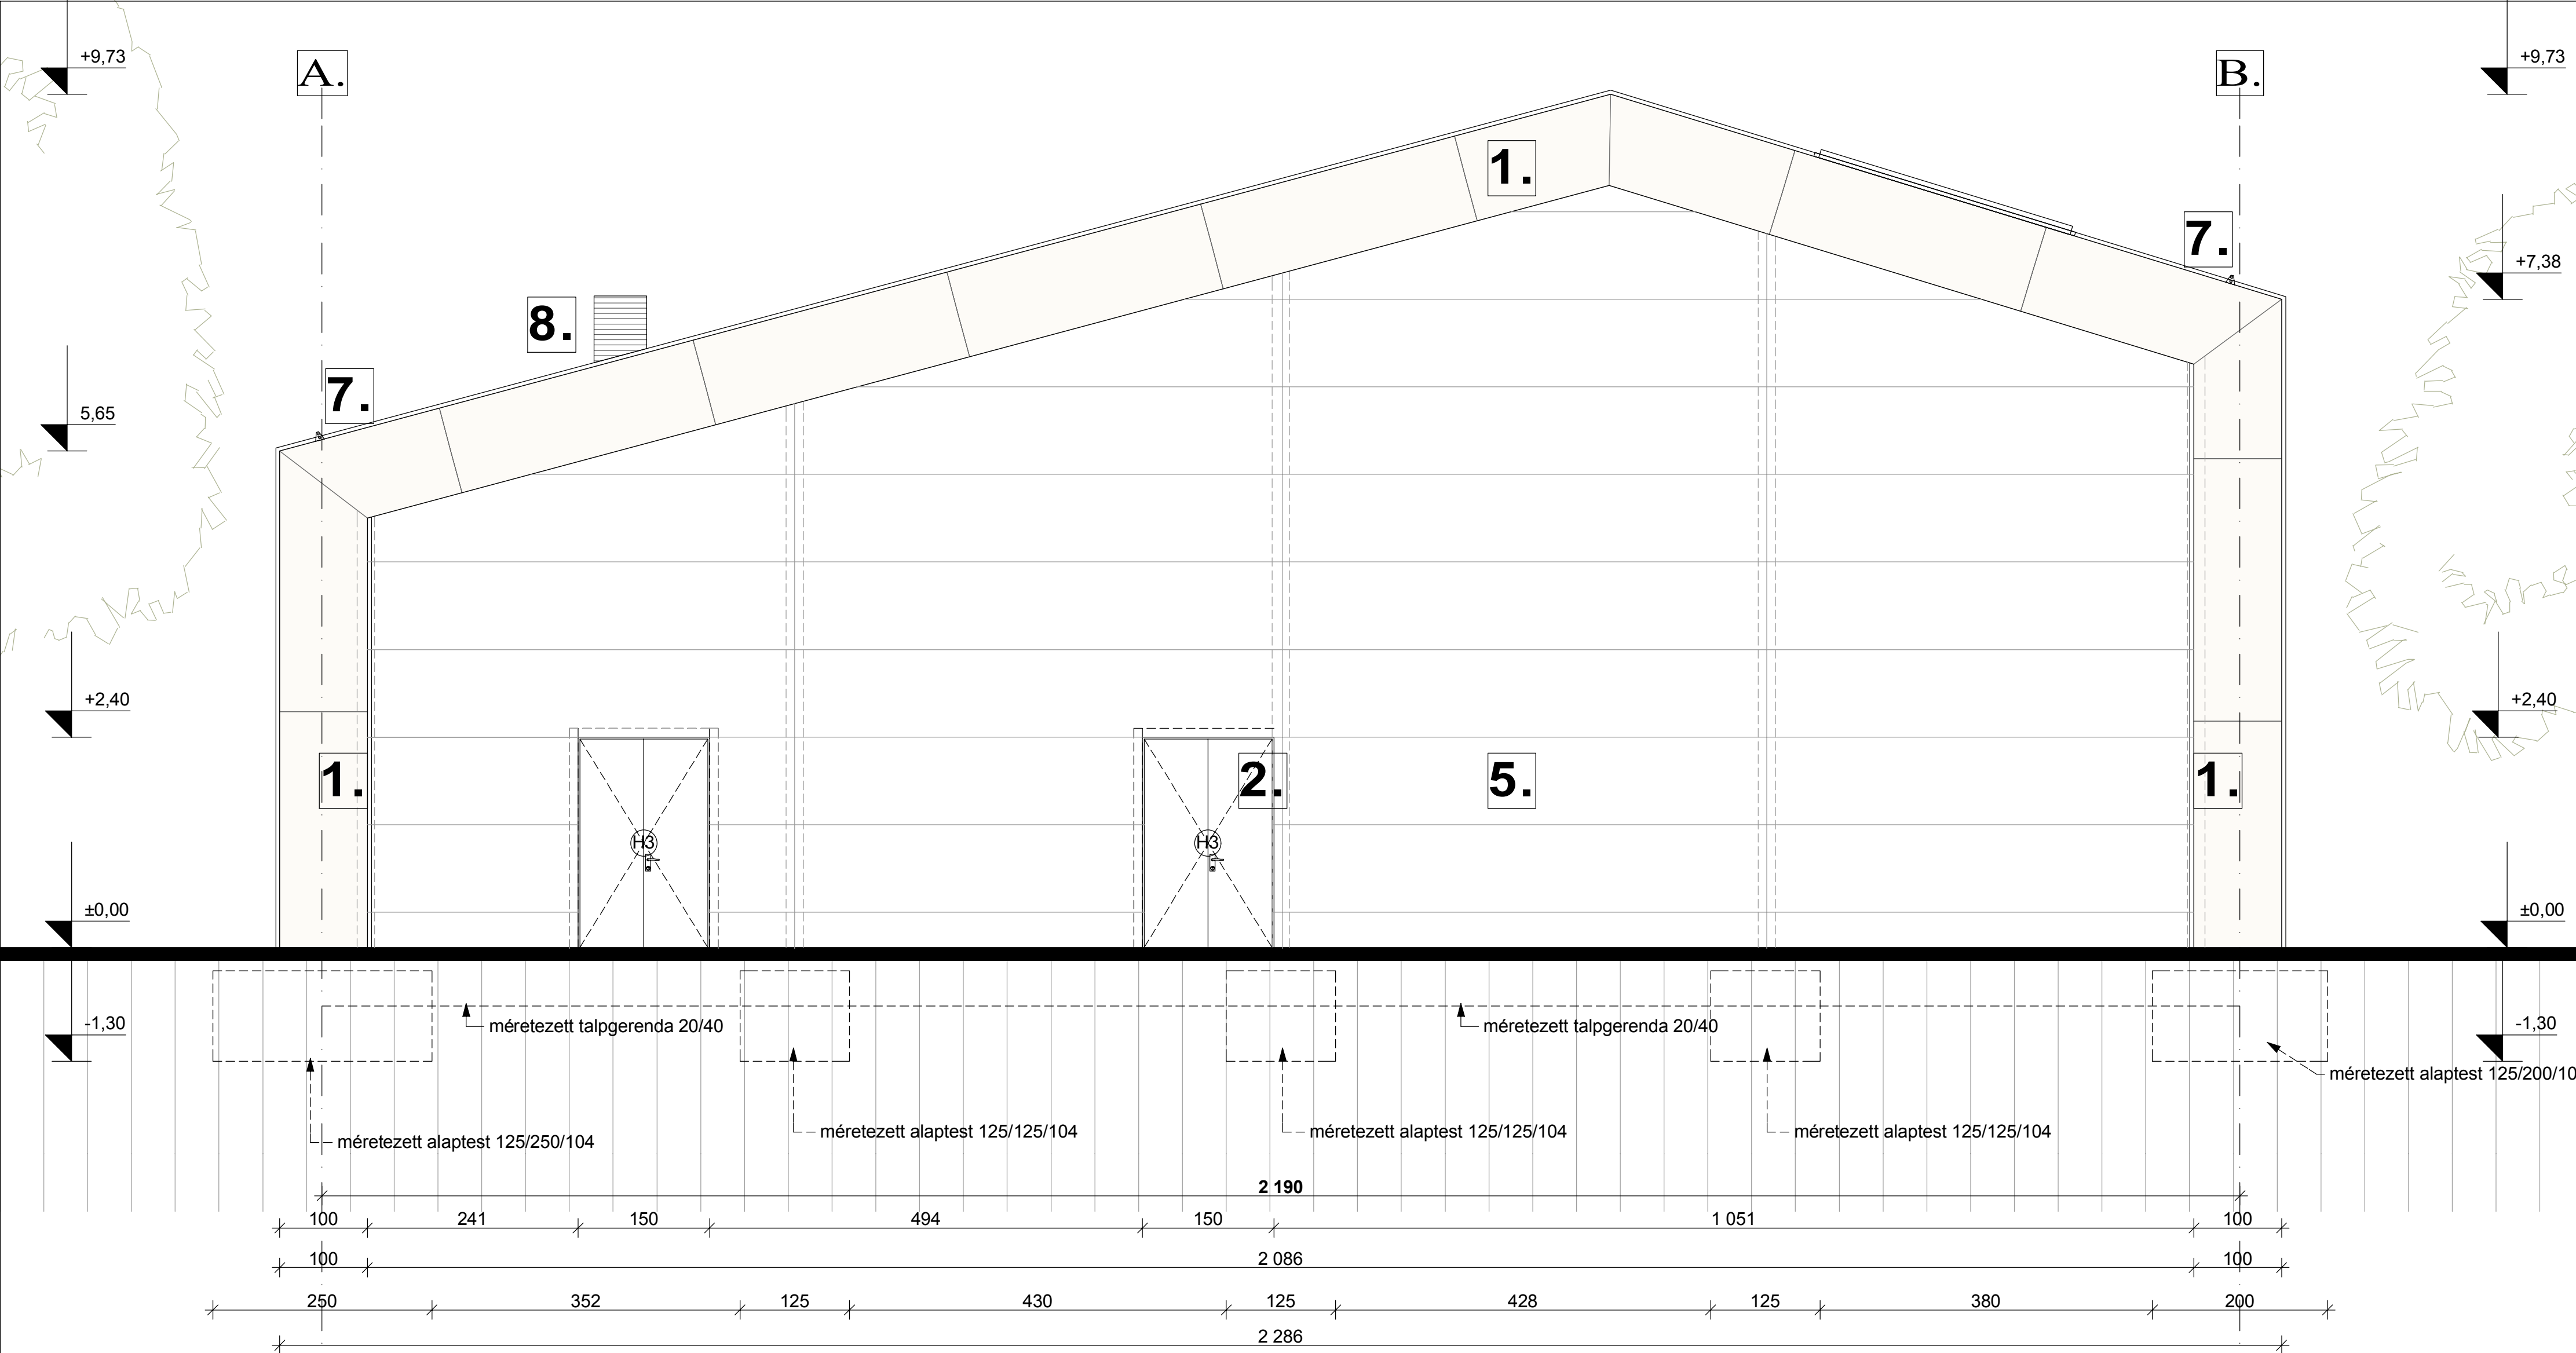 +9,73
A.
B.
+9,73
1.
7.
+7,38
8.
7.
5,65
+2,40
+2,40
1.
2.
5.
1.
H3
H3
±0,00
±0,00
-1,30
méretezett talpgerenda 20/40
méretezett talpgerenda 20/40
-1,30
méretezett alaptest 125/200/10
méretezett alaptest 125/250/104
méretezett alaptest 125/125/104
méretezett alaptest 125/125/104
méretezett alaptest 125/125/104
2 190
100 241 150 494 150 1 051 100
100 2 086 100
250 352 125 430 125 428 125 380 200
2 286